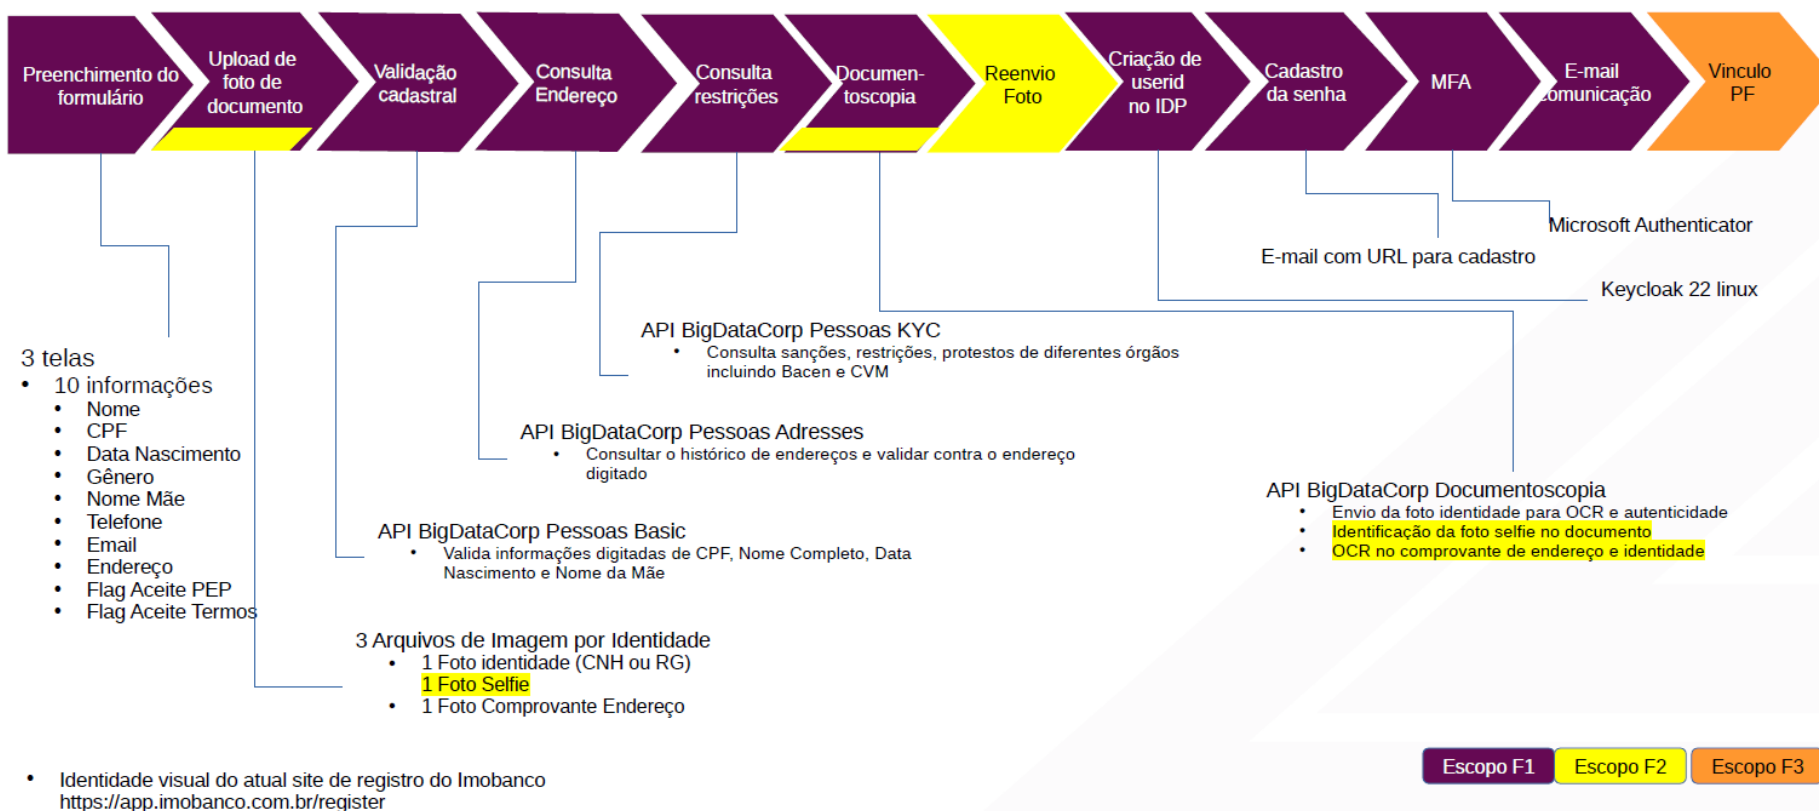 Preenchimento do
formulário
Upload de
foto de
documento
Validação
cadastral
Consulta
Endereço
Consulta
restrições
Documen-
toscopia
Reenvio
Foto
Criação de
userid
no IDP
Cadastro
da senha
MFA
E-mail
comunicação
Vinculo
PF
Microsoft Authenticator
E-mail com URL para cadastro
Keycloak 22 linux
API BigDataCorp Pessoas KYC
• Consulta sanções, restrições, protestos de diferentes órgãos
incluindo Bacen e CVM
3 telas
• 10 informações
• Nome
• CPF
• Data Nascimento
• Gênero
• Nome Mãe
• Telefone
• Email
• Endereço
• Flag Aceite PEP
• Flag Aceite Termos
API BigDataCorp Pessoas Adresses
• Consultar o histórico de endereços e validar contra o endereço
digitado
API BigDataCorp Documentoscopia
• Envio da foto identidade para OCR e autenticidade
• Identificação da foto selfie no documento
• OCR no comprovante de endereço e identidade
API BigDataCorp Pessoas Basic
• Valida informações digitadas de CPF, Nome Completo, Data
Nascimento e Nome da Mãe
3 Arquivos de Imagem por Identidade
• 1 Foto identidade (CNH ou RG)
1 Foto Selfie
• 1 Foto Comprovante Endereço
Escopo F1
Escopo F2
Escopo F3
• Identidade visual do atual site de registro do Imobanco
https://app.imobanco.com.br/register